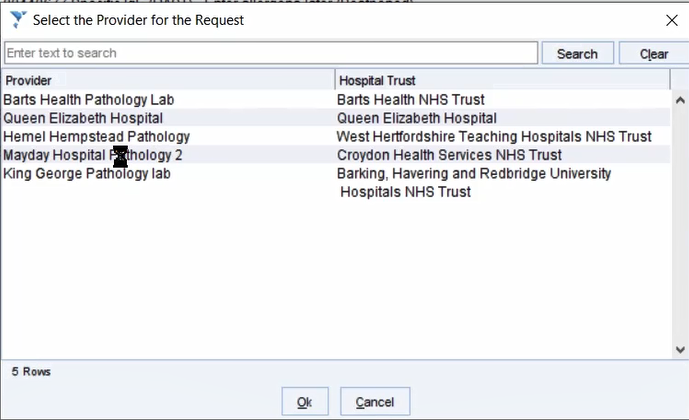 Select the Provider for the Request
Enter text to search Search Clear
Provider Hospital Trust
Barts Health Pathology Lab Barts Health NHS Trust
Queen Elizabeth Hospital Queen Elizabeth Hospital
Hemel Hempstead Pathology West Hertfordshire Teaching Hospitals NHS Trust
Mayday Hospital Pathology 2 Croydon Health Services NHS Trust
King George Pathology lab Barking, Havering and Redbridge University
Hospitals NHS Trust
5 Rows
Ok Cancel